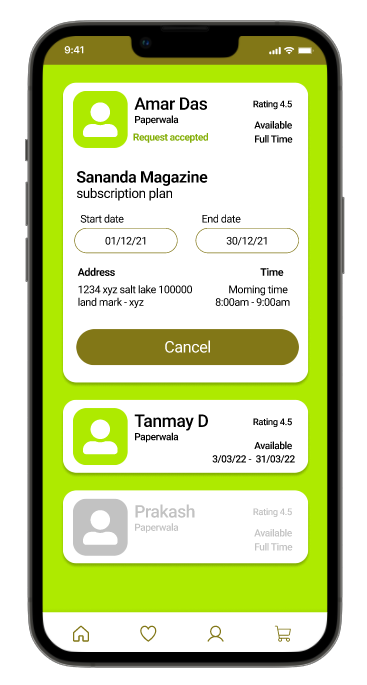 9:41
Amar Das
Rating 4.5
Paperwala
Available
Request accepted
Full Time
Sananda Magazine
subscription plan
Start date
End date
01/12/21
30/12/21
Address
Time
1234 xyz salt lake 100000
Morning time
land mark - xyz
8:00am - 9:00am
Cancel
Tanmay D
Rating 4.5
Paperwala
Available
3/03/22 - 31/03/22
Prakash
Rating 4.5
Paperwala
Available
Full Time